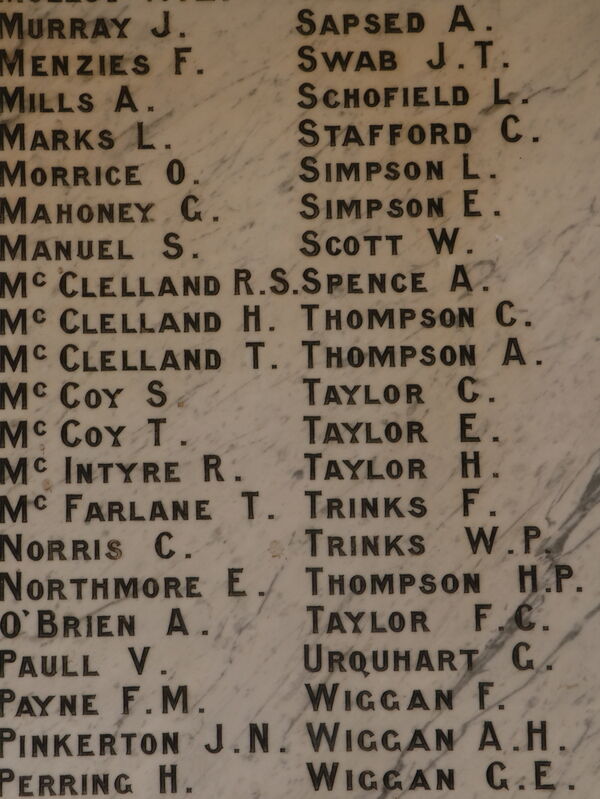 MURRAY J.
MENZIES F.
MILLS A.
MARKS L.
MORRICE O.
MAHONEY G.
MANUEL S.
Mc CLELLAND R.S.
Mc CLELLAND H.
Mc CLELLAND T.
Mc COY S.
Mc COY T.
Mc INTYRE R.
Mc FARLANE T.
NORRIS C.
NORTHMORE E.
O'BRIEN A.
PAULL V.
PAYNE F.M.
PINKERTON J.N.
PERRING H.
SAPSED A.
SWAB J.T.
SCHOFIELD L.
STAFFORD C.
SIMPSON L.
SIMPSON E.
SCOTT W.
SPENCE A.
THOMPSON C.
THOMPSON A.
TAYLOR C.
TAYLOR E.
TAYLOR H.
TRINKS F.
TRINKS W.P.
THOMPSON H.P.
TAYLOR F.C.
URQUHART G.
WIGGAN F.
WIGGAN A.H.
WIGGAN G.E.